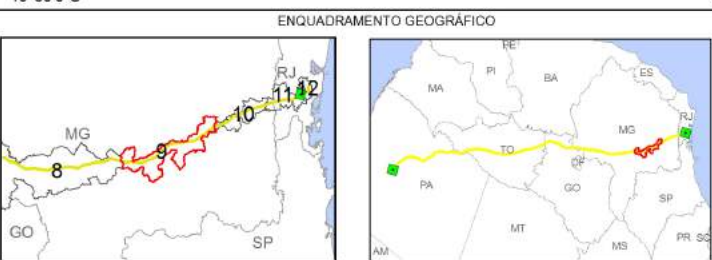 ENQUADRAMENTO GEOGRÁFICO
RJ
12
11
10
MG
9
8
GO
SP
PE
PI
MA
BA
ES
RJ
MG
TO
DF
PA
GO
SP
MT
AM
MS
PR SC